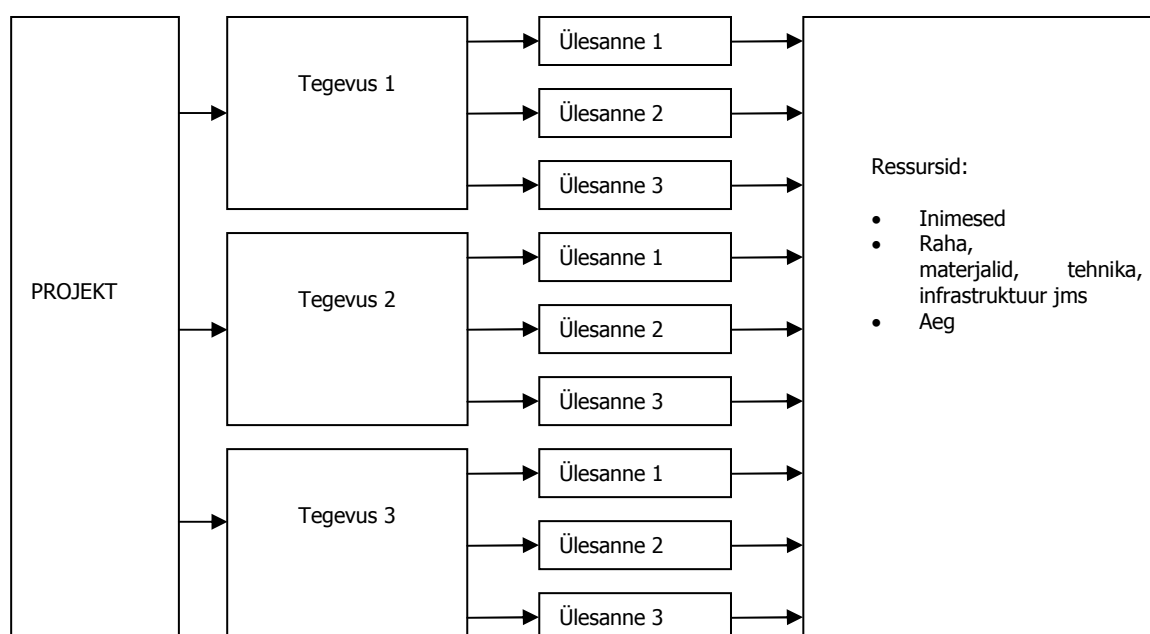 PROJEKT
Tegevus 1
Ülesanne 1
Ülesanne 2
Ülesanne 3
Tegevus 2
Ülesanne 1
Ülesanne 2
Ülesanne 3
Tegevus 3
Ülesanne 1
Ülesanne 2
Ülesanne 3
Ressursid:
• Inimesed
• Raha,
materjalid, tehnika,
infrastruktuur jms
• Aeg